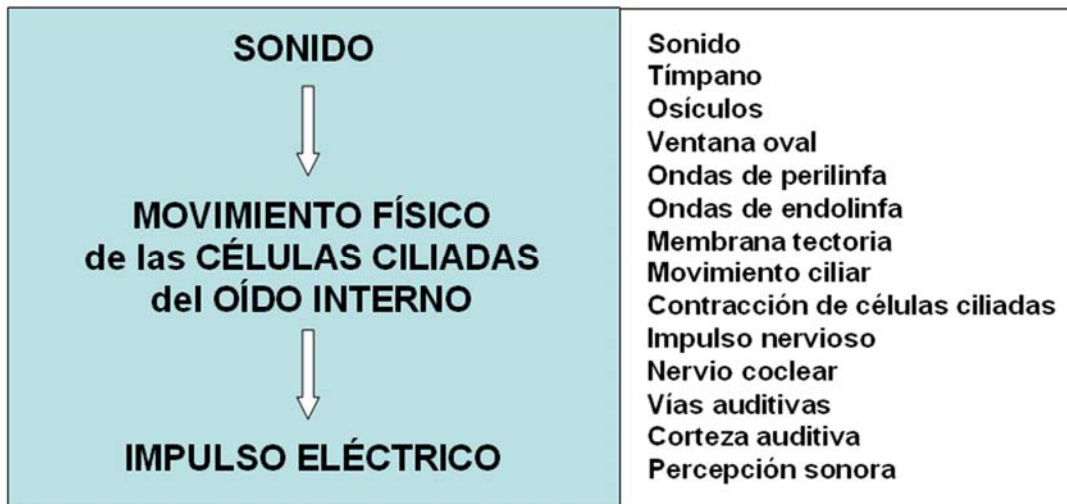 SONIDO
MOVIMIENTO FÍSICO
de las CÉLULAS CILIADAS
del OÍDO INTERNO
IMPULSO ELÉCTRICO
Sonido
Tímpano
Osículos
Ventana oval
Ondas de perilinfa
Ondas de endolinfa
Membrana tectoria
Movimiento ciliar
Contracción de células ciliadas
Impulso nervioso
Nervio coclear
Vías auditivas
Corteza auditiva
Percepción sonora